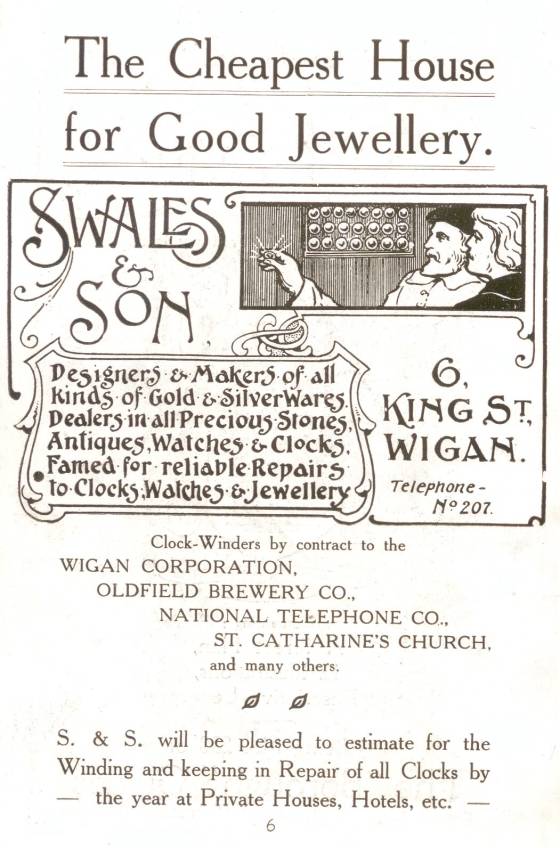 The Cheapest House
for Good Jewellery.
SWALES
&
SON,
Designers & Makers of all
kinds of Gold & Silver Wares.
Dealers in all Precious Stones,
Antiques, Watches & Clocks,
Famed for reliable Repairs
to Clocks, Watches & Jewellery
6,
KING ST,
WIGAN.
Telephone-
No 207.
Clock-Winders by contract to the
WIGAN CORPORATION,
OLDFIELD BREWERY CO.,
NATIONAL TELEPHONE CO.,
ST. CATHARINE'S CHURCH,
and many others.
S. & S. will be pleased to estimate for the
Winding and keeping in Repair of all Clocks by
— the year at Private Houses, Hotels, etc. —
6